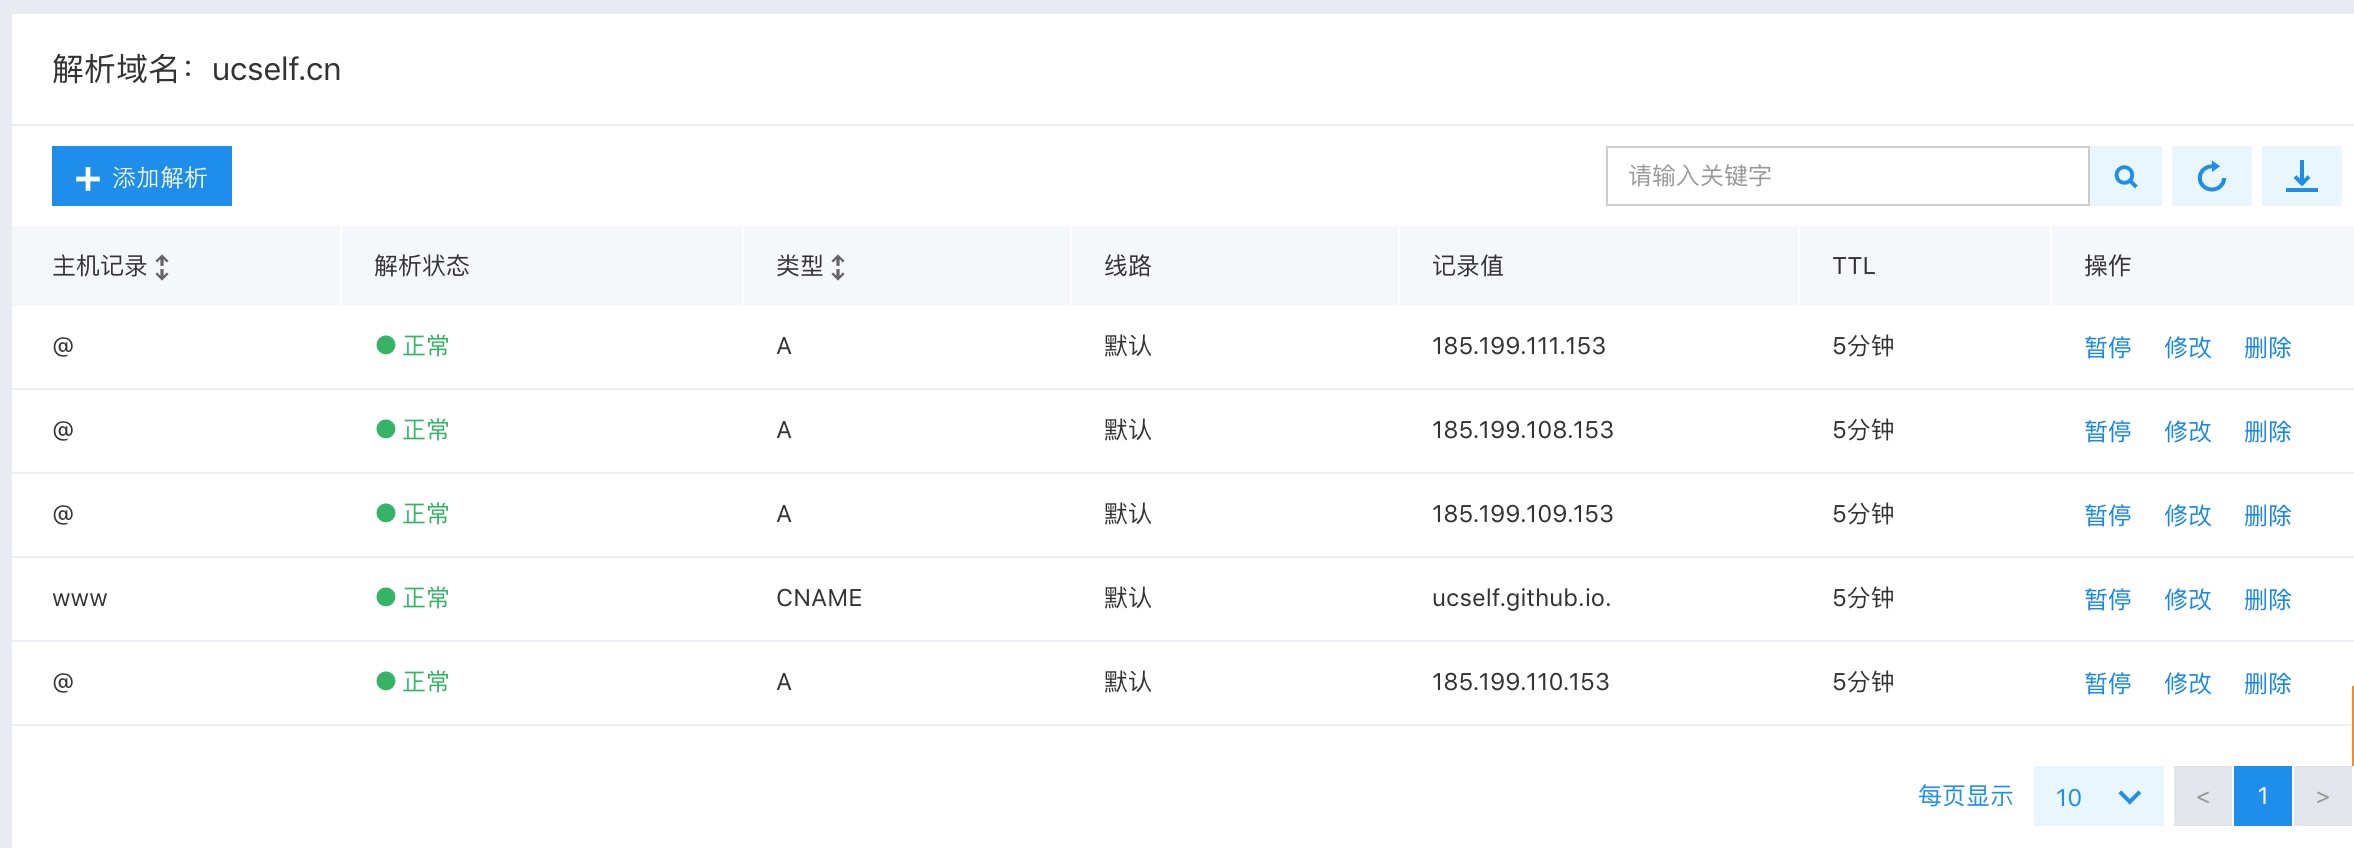 解析域名：ucself.cn
添加解析
请输入关键字
主机记录 解析状态 类型 线路 记录值 TTL 操作
@ 正常 A 默认 185.199.111.153 5分钟 暂停 修改 删除
@ 正常 A 默认 185.199.108.153 5分钟 暂停 修改 删除
@ 正常 A 默认 185.199.109.153 5分钟 暂停 修改 删除
www 正常 CNAME 默认 ucself.github.io. 5分钟 暂停 修改 删除
@ 正常 A 默认 185.199.110.153 5分钟 暂停 修改 删除
每页显示 10 < 1 >